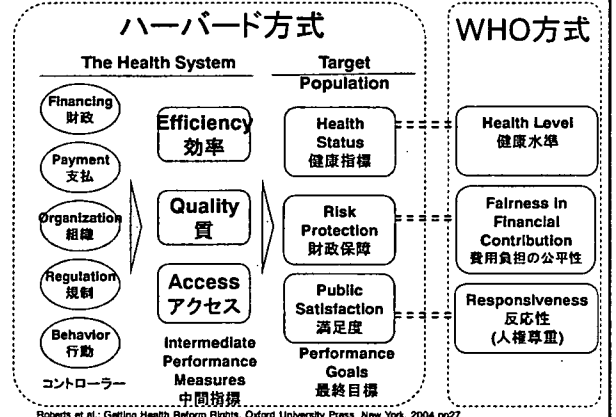 ハーバード方式
The Health System
Target
Population
Financing
財政
Payment
支払
Organization
組織
Regulation
規制
Behavior
行動
コントローラー
Efficiency
効率
Quality
質
Access
アクセス
Intermediate
Performance
Measures
中間指標
Health
Status
健康指標
Risk
Protection
財政保障
Public
Satisfaction
満足度
Performance
Goals
最終目標
WHO方式
Health Level
健康水準
Fairness in
Financial
Contribution
費用負担の公平性
Responsiveness
反応性
(人権尊重)
Roberts et al.: Getting Health Reform Rights, Oxford University Press, New York, 2004 pp27